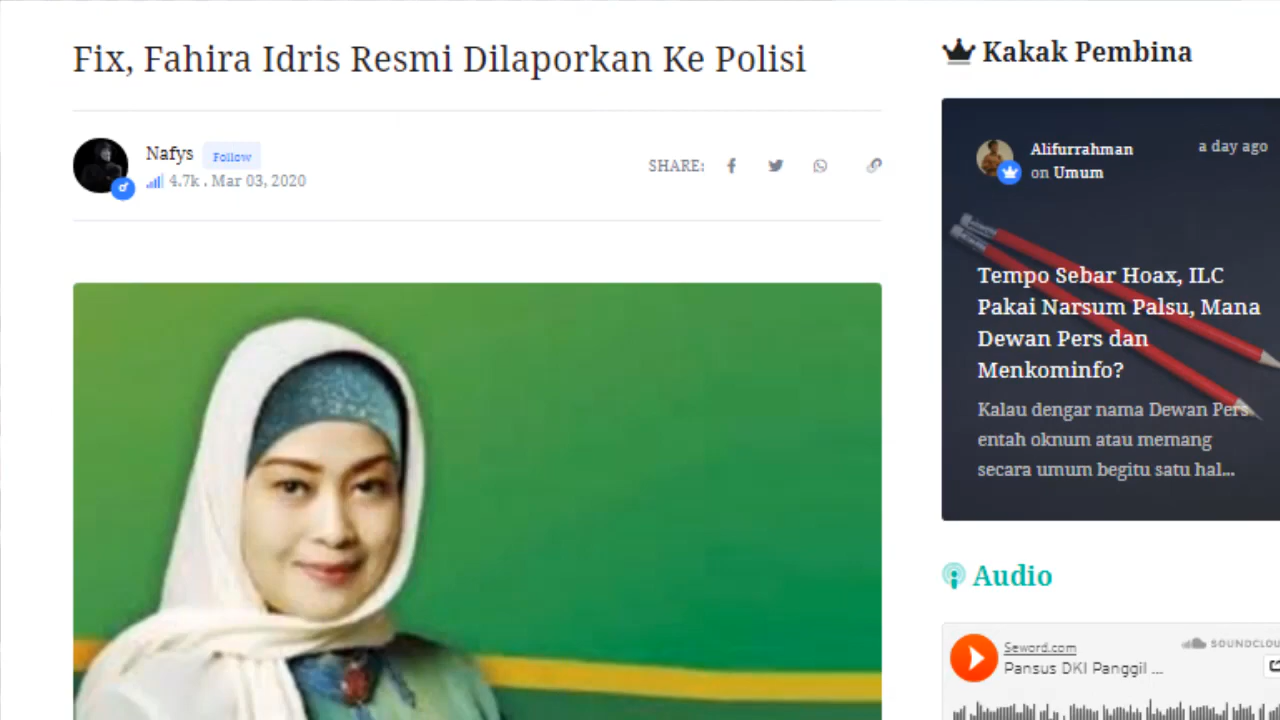 Fix, Fahira Idris Resmi Dilaporkan Ke Polisi
Nafys Follow
4.7k . Mar 03, 2020
SHARE:
Kakak Pembina
Alifurrahman
on Umum
a day ago
Tempo Sebar Hoax, ILC
Pakai Narsum Palsu, Mana
Dewan Pers dan
Menkominfo?
Kalau dengar nama Dewan Pers
entah oknum atau memang
secara umum begitu satu hal...
Audio
Seword.com
SOUNDCLOU
Pansus DKI Panggil ...